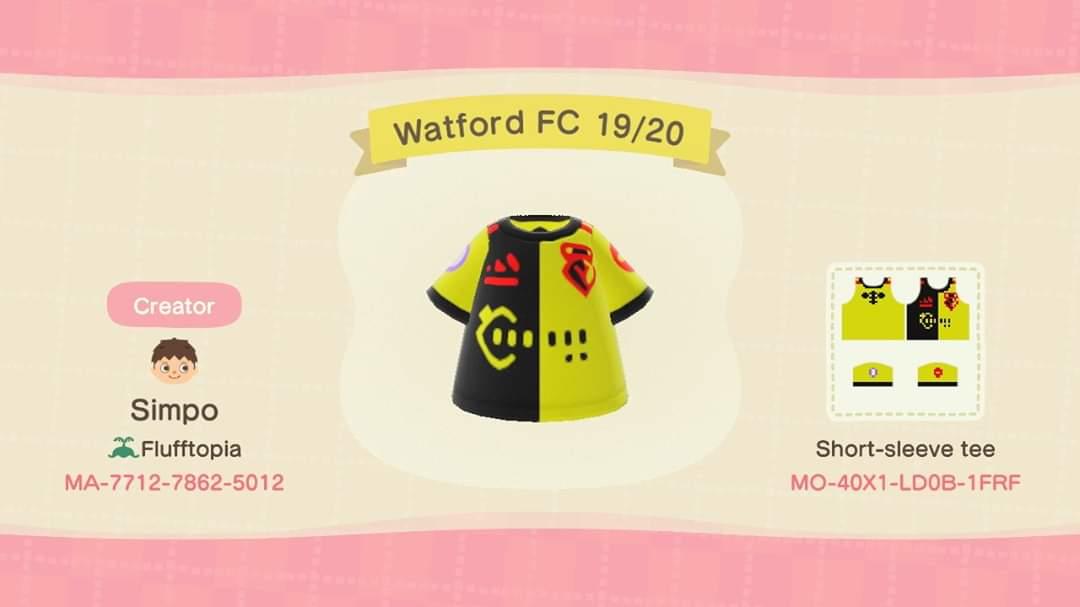 Watford FC 19/20
Creator
Simpo
Flufftopia
MA-7712-7862-5012
Short-sleeve tee
MO-40X1-LD0B-1FRF